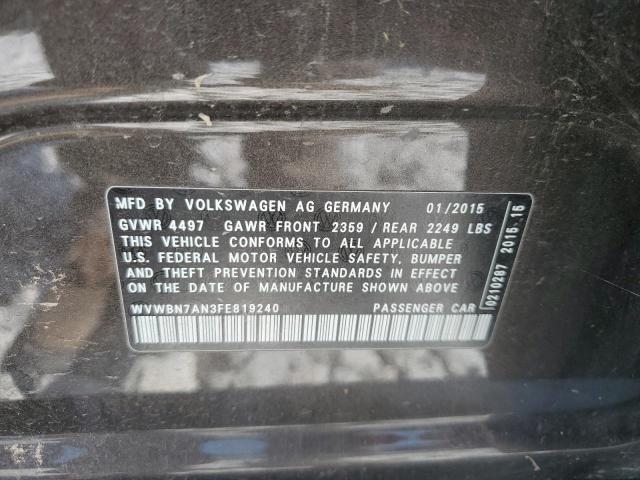 MFD BY VOLKSWAGEN AG GERMANY 01/2015
GVWR 4497 GAWR FRONT 2359 / REAR 2249 LBS
THIS VEHICLE CONFORMS TO ALL APPLICABLE
U.S. FEDERAL MOTOR VEHICLE SAFETY, BUMPER
AND THEFT PREVENTION STANDARDS IN EFFECT
ON THE DATE OF MANUFACTURE SHOWN ABOVE
WVWBN7AN3FE819240 PASSENGER CAR
0210287 2015.15